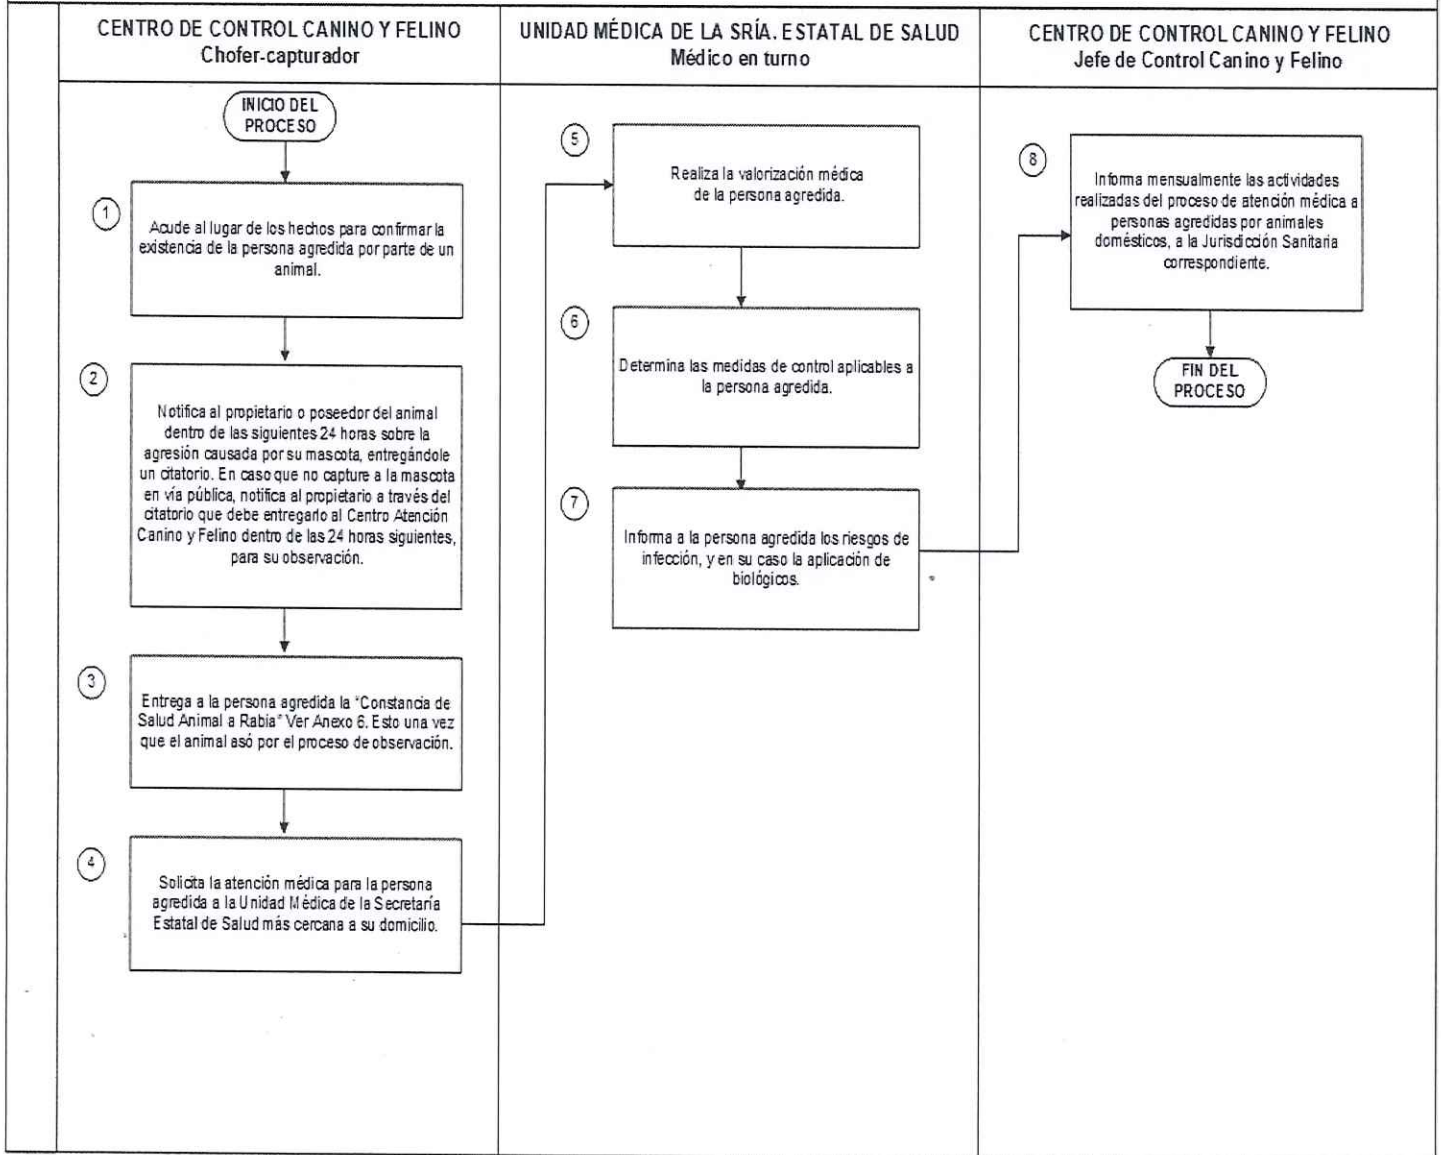 CENTRO DE CONTROL CANINO Y FELINO
Chofer-capturador
UNIDAD MÉDICA DE LA SRÍA. ESTATAL DE SALUD
Médico en turno
CENTRO DE CONTROL CANINO Y FELINO
Jefe de Control Canino y Felino
INICIO DEL
PROCESO
1
Acude al lugar de los hechos para confirmar la
existencia de la persona agredida por parte de un
animal.
2
Notifica al propietario o poseedor del animal
dentro de las siguientes 24 horas sobre la
agresión causada por su mascota, entregándole
un citatorio. En caso que no capture a la mascota
en vía pública, notifica al propietario a través del
citatorio que debe entregarlo al Centro Atención
Canino y Felino dentro de las 24 horas siguientes,
para su observación.
3
Entrega a la persona agredida la "Constancia de
Salud Animal a Rabia" Ver Anexo 6. Esto una vez
que el animal asó por el proceso de observación.
4
Solicita la atención médica para la persona
agredida a la Unidad Médica de la Secretaría
Estatal de Salud más cercana a su domicilio.
5
Realiza la valorización médica
de la persona agredida.
6
Determina las medidas de control aplicables a
la persona agredida.
7
Informa a la persona agredida los riesgos de
infección, y en su caso la aplicación de
biológicos.
8
Informa mensualmente las actividades
realizadas del proceso de atención médica a
personas agredidas por animales
domésticos, a la Jurisdicción Sanitaria
correspondiente.
FIN DEL
PROCESO